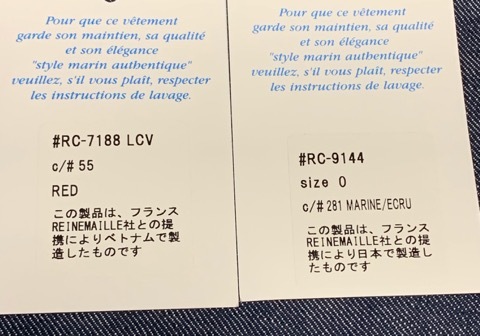 Pour que ce vêtement
garde son maintien, sa qualité
et son élégance
"style marin authentique"
veuillez, s'il vous plaît, respecter
les instructions de lavage.
#RC-7188 LCV
c/# 55
RED
この製品は、フランス
REINEMAILLE社との提
携によりベトナムで製
造したものです
Pour que ce vêtement
garde son maintien, sa qualité
et son élégance
"style marin authentique"
veuillez, s'il vous plaît, respecter
les instructions de lavage.
#RC-9144
size 0
c/# 281 MARINE/ECRU
この製品は、フランス
REINEMAILLE社との提
携により日本で製造し
たものです